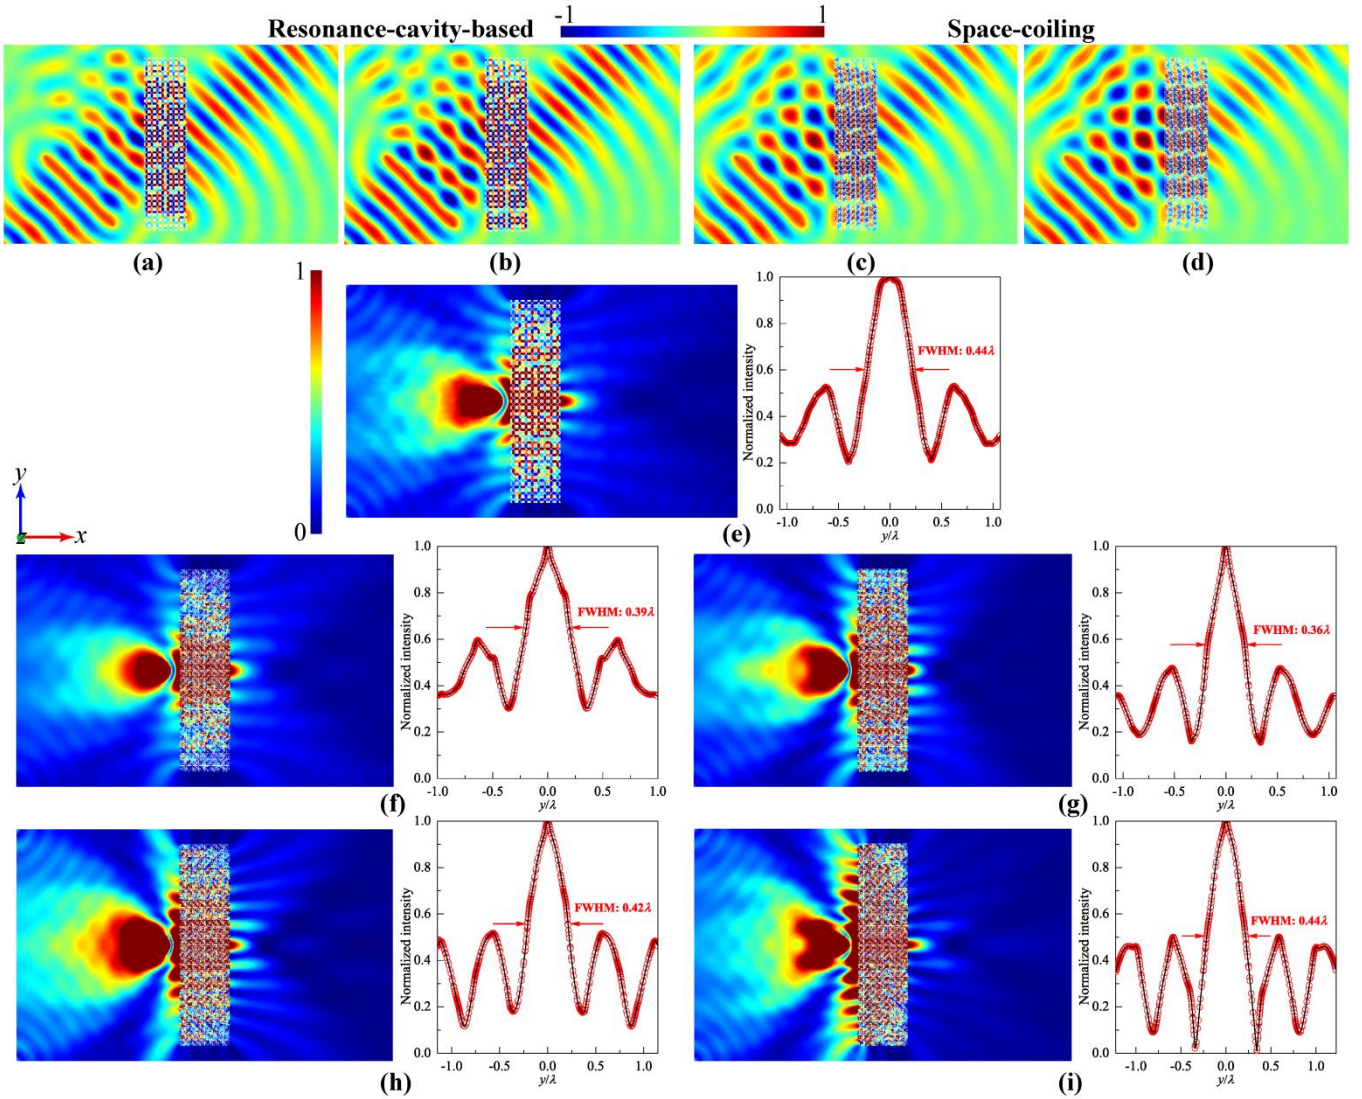 Resonance-cavity-based
-1
1
Space-coiling
(a)
(b)
(c)
(d)
1
0
y
z
x
Normalized intensity
1.0
0.8
0.6
0.4
0.2
0.0
FWHM: 0.44λ
-1.0
-0.5
0.0
0.5
1.0
y/λ
(e)
Normalized intensity
1.0
0.8
0.6
0.4
0.2
0.0
FWHM: 0.39λ
-1.0
-0.5
0.0
0.5
1.0
y/λ
(f)
Normalized intensity
1.0
0.8
0.6
0.4
0.2
0.0
FWHM: 0.36λ
-1.0
-0.5
0.0
0.5
1.0
y/λ
(g)
Normalized intensity
1.0
0.8
0.6
0.4
0.2
0.0
FWHM: 0.42λ
-1.0
-0.5
0.0
0.5
1.0
y/λ
(h)
Normalized intensity
1.0
0.8
0.6
0.4
0.2
0.0
FWHM: 0.44λ
-1.0
-0.5
0.0
0.5
1.0
y/λ
(i)